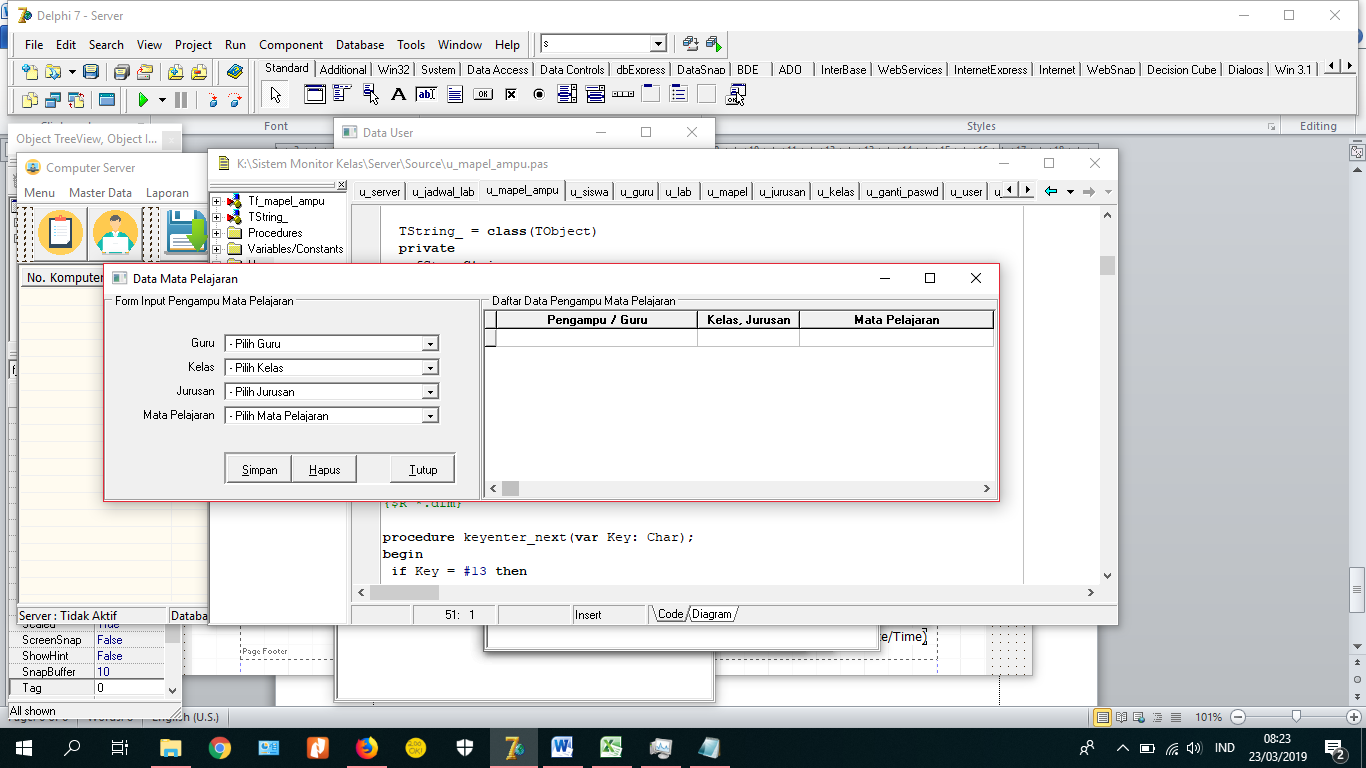 Delphi 7 - Server
File Edit Search View Project Run Component Database Tools Window Help
s
Standard Additional Win32 System Data Access Data Controls dbExpress DataSnap BDE ADO InterBase WebServices InternetExpress Internet WebSnap Decision Cube Dialogs Win 3.1
Font
Styles
Editing
Object TreeView, Object I...
Data User
Computer Server
Menu Master Data Laporan
No. Komputer
K:\Sistem Monitor Kelas\Server\Source\u_mapel_ampu.pas
u_server u_jadwal_lab u_mapel_ampu u_siswa u_guru u_lab u_mapel u_jurusan u_kelas u_ganti_paswd u_user
Tf_mapel_ampu
TString_
Procedures
Variables/Constants
TString_ = class(TObject)
private
Data Mata Pelajaran
Form Input Pengampu Mata Pelajaran
Guru - Pilih Guru
Kelas - Pilih Kelas
Jurusan - Pilih Jurusan
Mata Pelajaran - Pilih Mata Pelajaran
Simpan Hapus Tutup
Daftar Data Pengampu Mata Pelajaran
Pengampu / Guru Kelas, Jurusan Mata Pelajaran
{$R *.dfm}
procedure keyenter_next(var Key: Char);
begin
if Key = #13 then
51: 1
Insert
Code Diagram
Server : Tidak Aktif Databa
Scaled True
ScreenSnap False
ShowHint False
SnapBuffer 10
Tag 0
All shown
Page Footer
e/Time)
English (U.S.)
101%
IND
08:23
23/03/2019
2